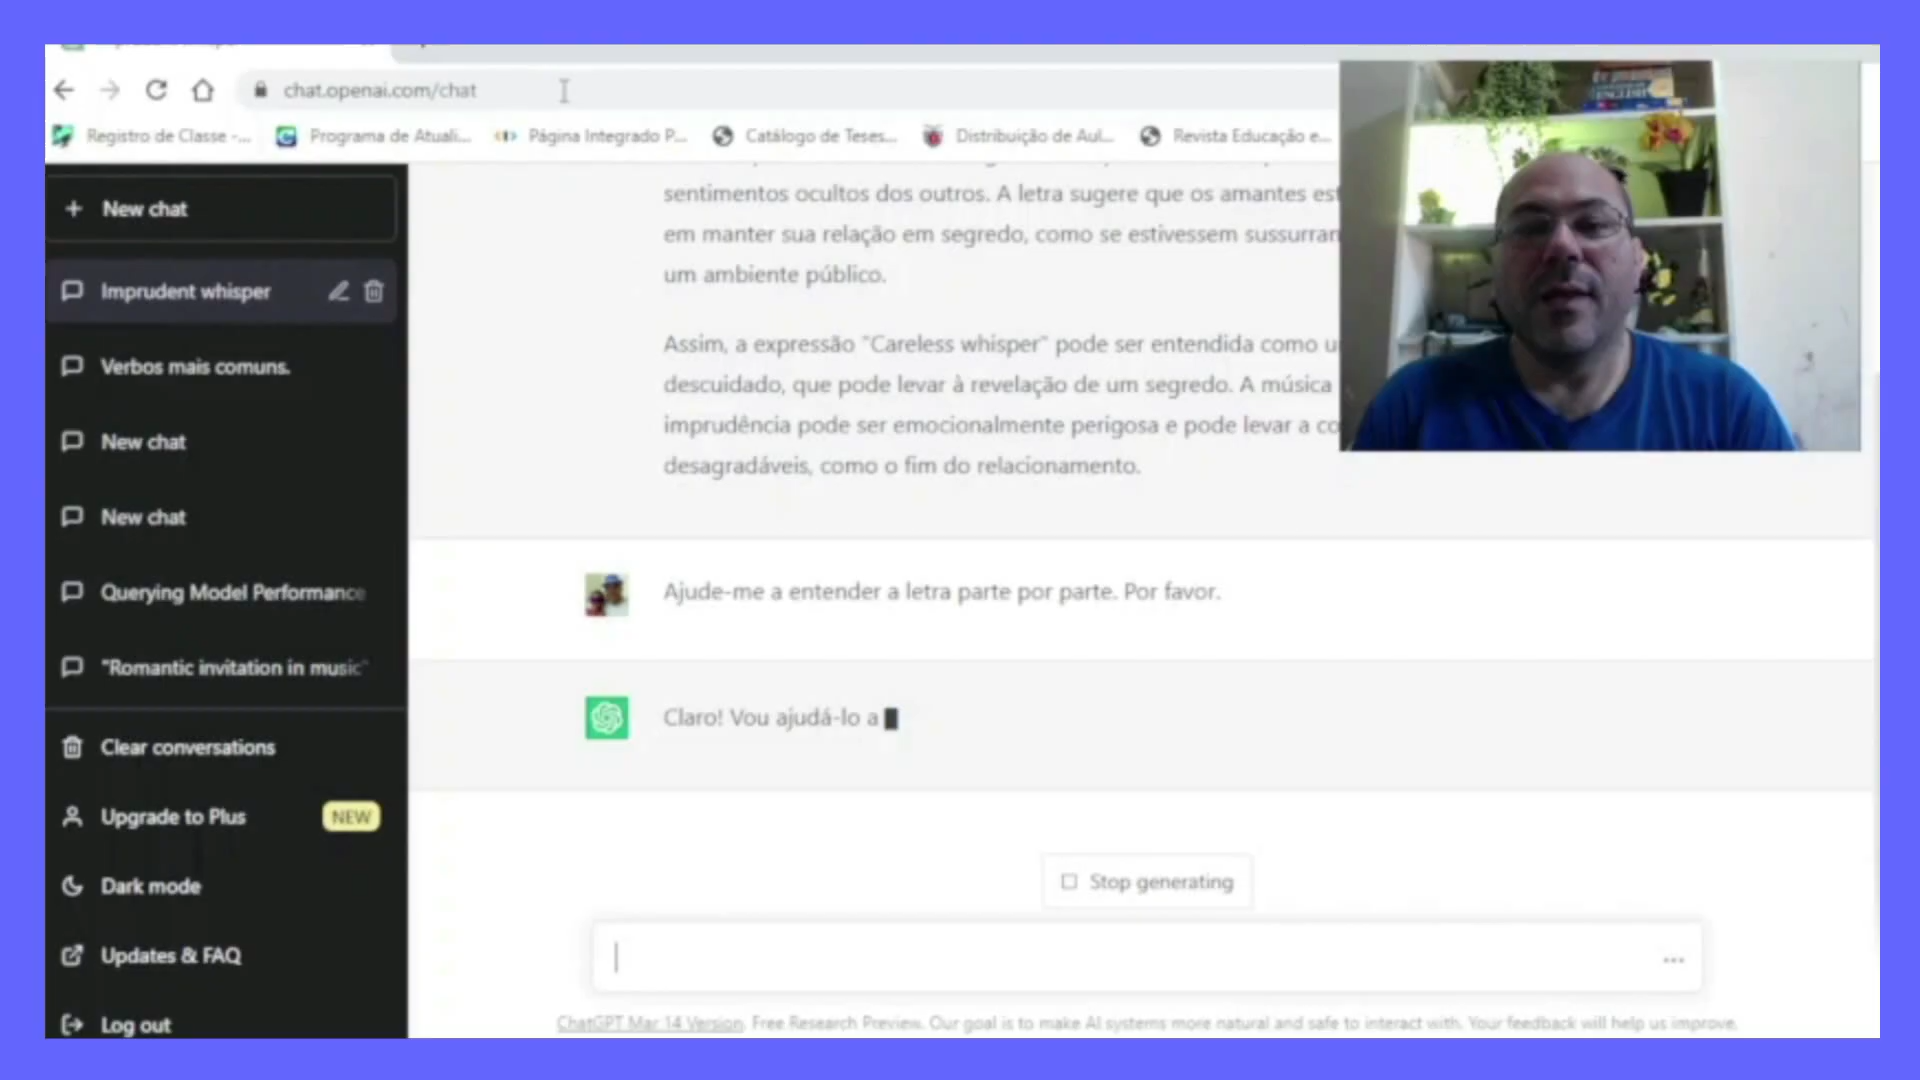 chat.openai.com/chat
Registro de Classe -...
Programa de Atuali...
Página Integrado P...
Catálogo de Teses...
Distribuição de Aul...
Revista Educação e...
New chat
Imprudent whisper
Verbos mais comuns.
New chat
New chat
Querying Model Performance
"Romantic invitation in music"
Clear conversations
Upgrade to Plus NEW
Dark mode
Updates & FAQ
Log out
sentimentos ocultos dos outros. A letra sugere que os amantes
em manter sua relação em segredo, como se estivessem
um ambiente público.
Assim, a expressão "Careless whisper" pode ser entendida como
descuidado, que pode levar à revelação de um segredo. A música
imprudência pode ser emocionalmente perigosa e pode levar a
desagradáveis, como o fim do relacionamento.
Ajude-me a entender a letra parte por parte. Por favor.
Claro! Vou ajudá-lo a
Stop generating
ChatGPT Mar 14 Version. Free Research Preview. Our goal is to make AI systems more natural and safe to interact with. Your feedback will help us improve.
ENGLISH